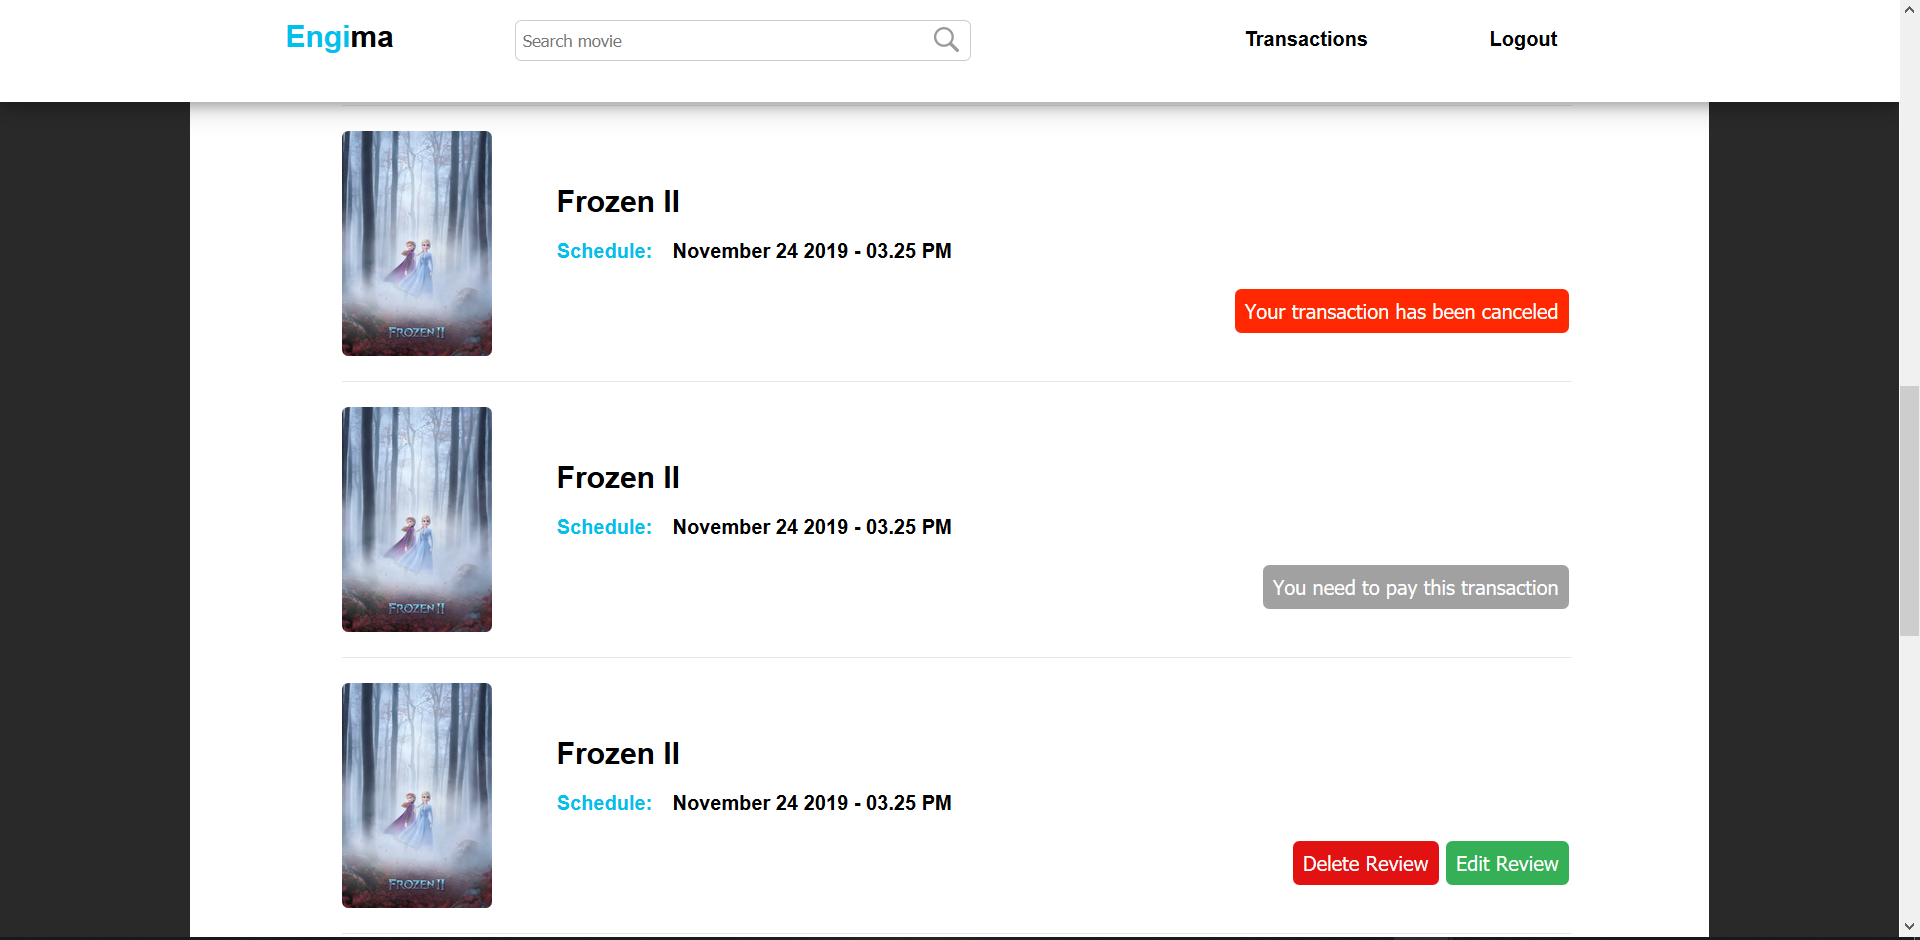 Engima
Search movie
Transactions
Logout
Frozen II
Schedule: November 24 2019 - 03.25 PM
Your transaction has been canceled
FROZEN II
Frozen II
Schedule: November 24 2019 - 03.25 PM
You need to pay this transaction
FROZEN II
Frozen II
Schedule: November 24 2019 - 03.25 PM
Delete Review
Edit Review
FROZEN II